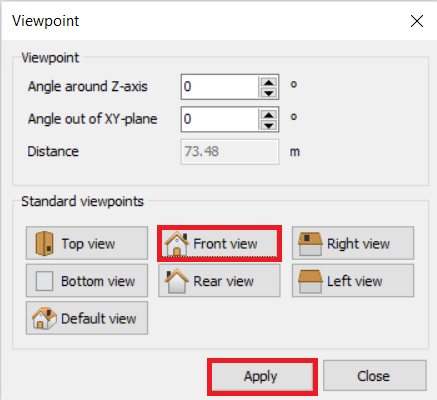 Viewpoint
Viewpoint
Angle around Z-axis 0 °
Angle out of XY-plane 0 °
Distance 73.48 m
Standard viewpoints
Top view Front view Right view
Bottom view Rear view Left view
Default view
Apply Close